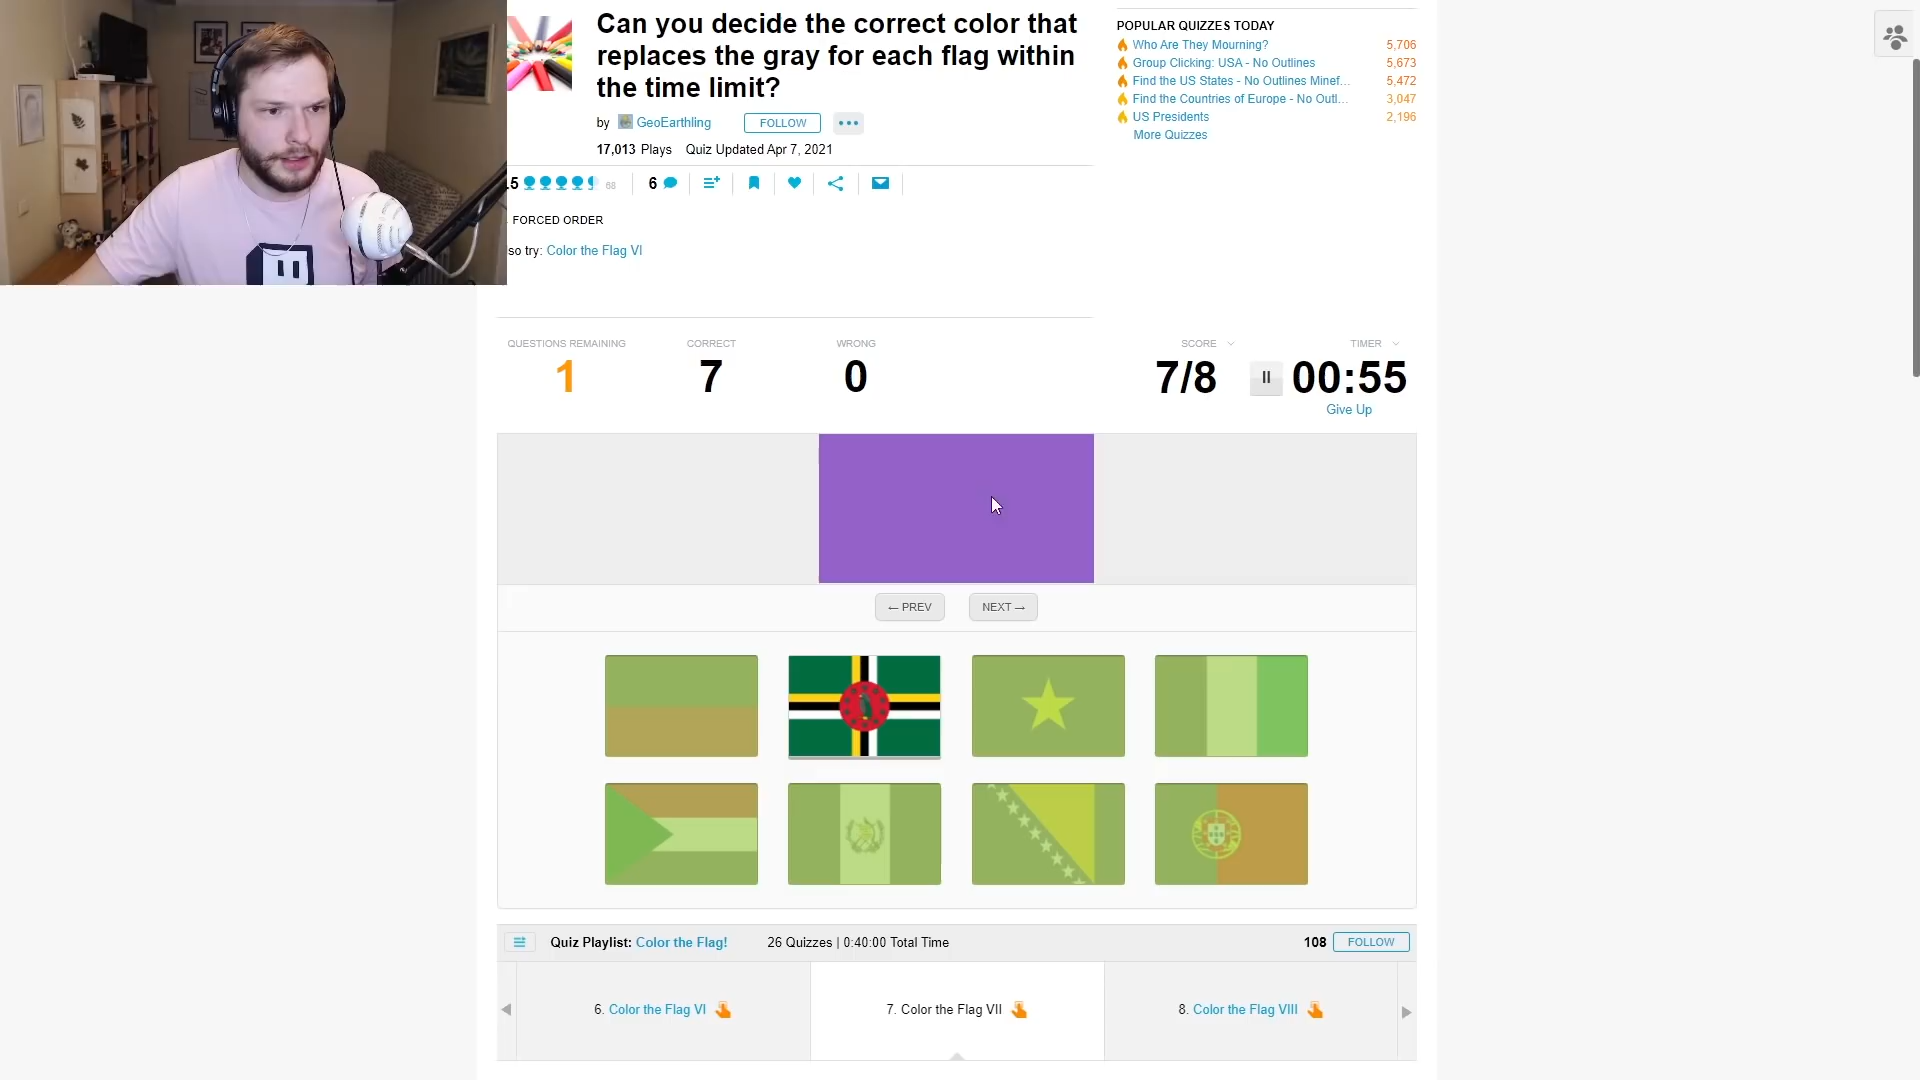 Can you decide the correct color that
replaces the gray for each flag within
the time limit?
by GeoEarthling FOLLOW
17,013 Plays Quiz Updated Apr 7, 2021
.5 68 6
FORCED ORDER
so try: Color the Flag VI
POPULAR QUIZZES TODAY
Who Are They Mourning? 5,706
Group Clicking: USA - No Outlines 5,673
Find the US States - No Outlines Minef... 5,472
Find the Countries of Europe - No Outl... 3,047
US Presidents 2,196
More Quizzes
QUESTIONS REMAINING CORRECT WRONG SCORE TIMER
1 7 0 7/8 00:55
Give Up
← PREV NEXT →
Quiz Playlist: Color the Flag! 26 Quizzes | 0:40:00 Total Time 108 FOLLOW
6. Color the Flag VI 7. Color the Flag VII 8. Color the Flag VIII